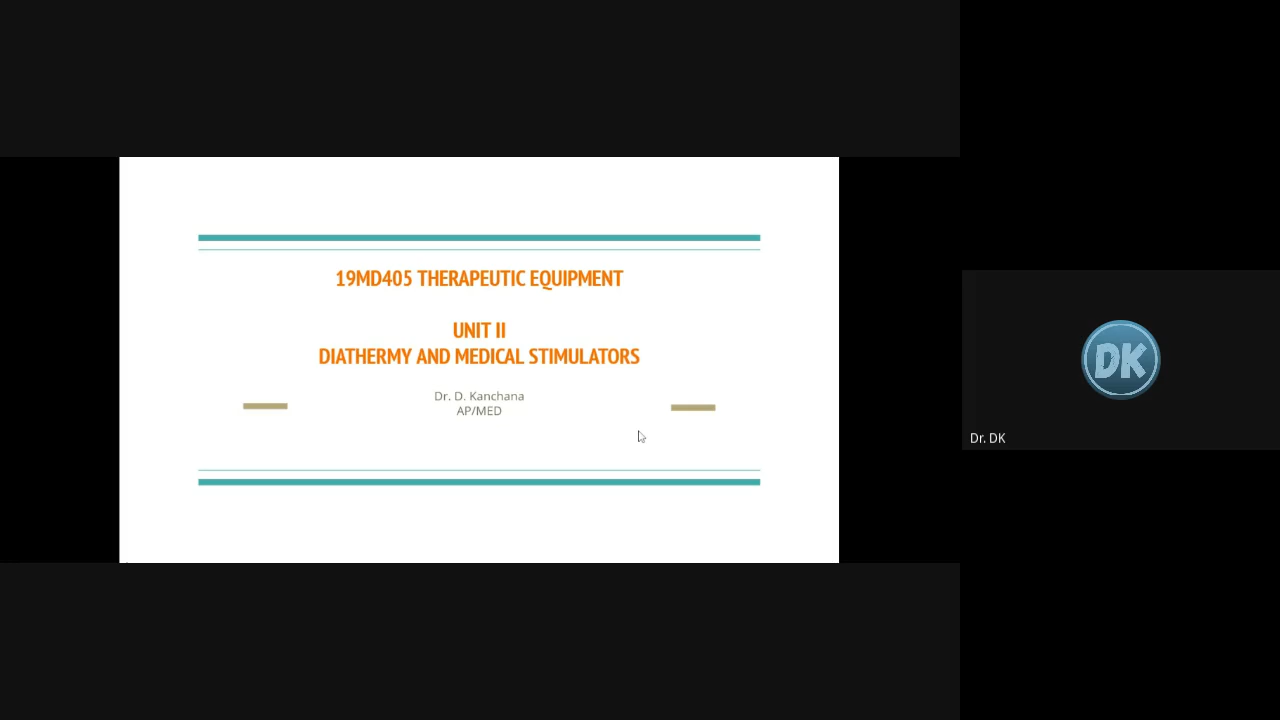 19MD405 THERAPEUTIC EQUIPMENT
UNIT II
DIATHERMY AND MEDICAL STIMULATORS
Dr. D. Kanchana
AP/MED
DK
Dr. DK